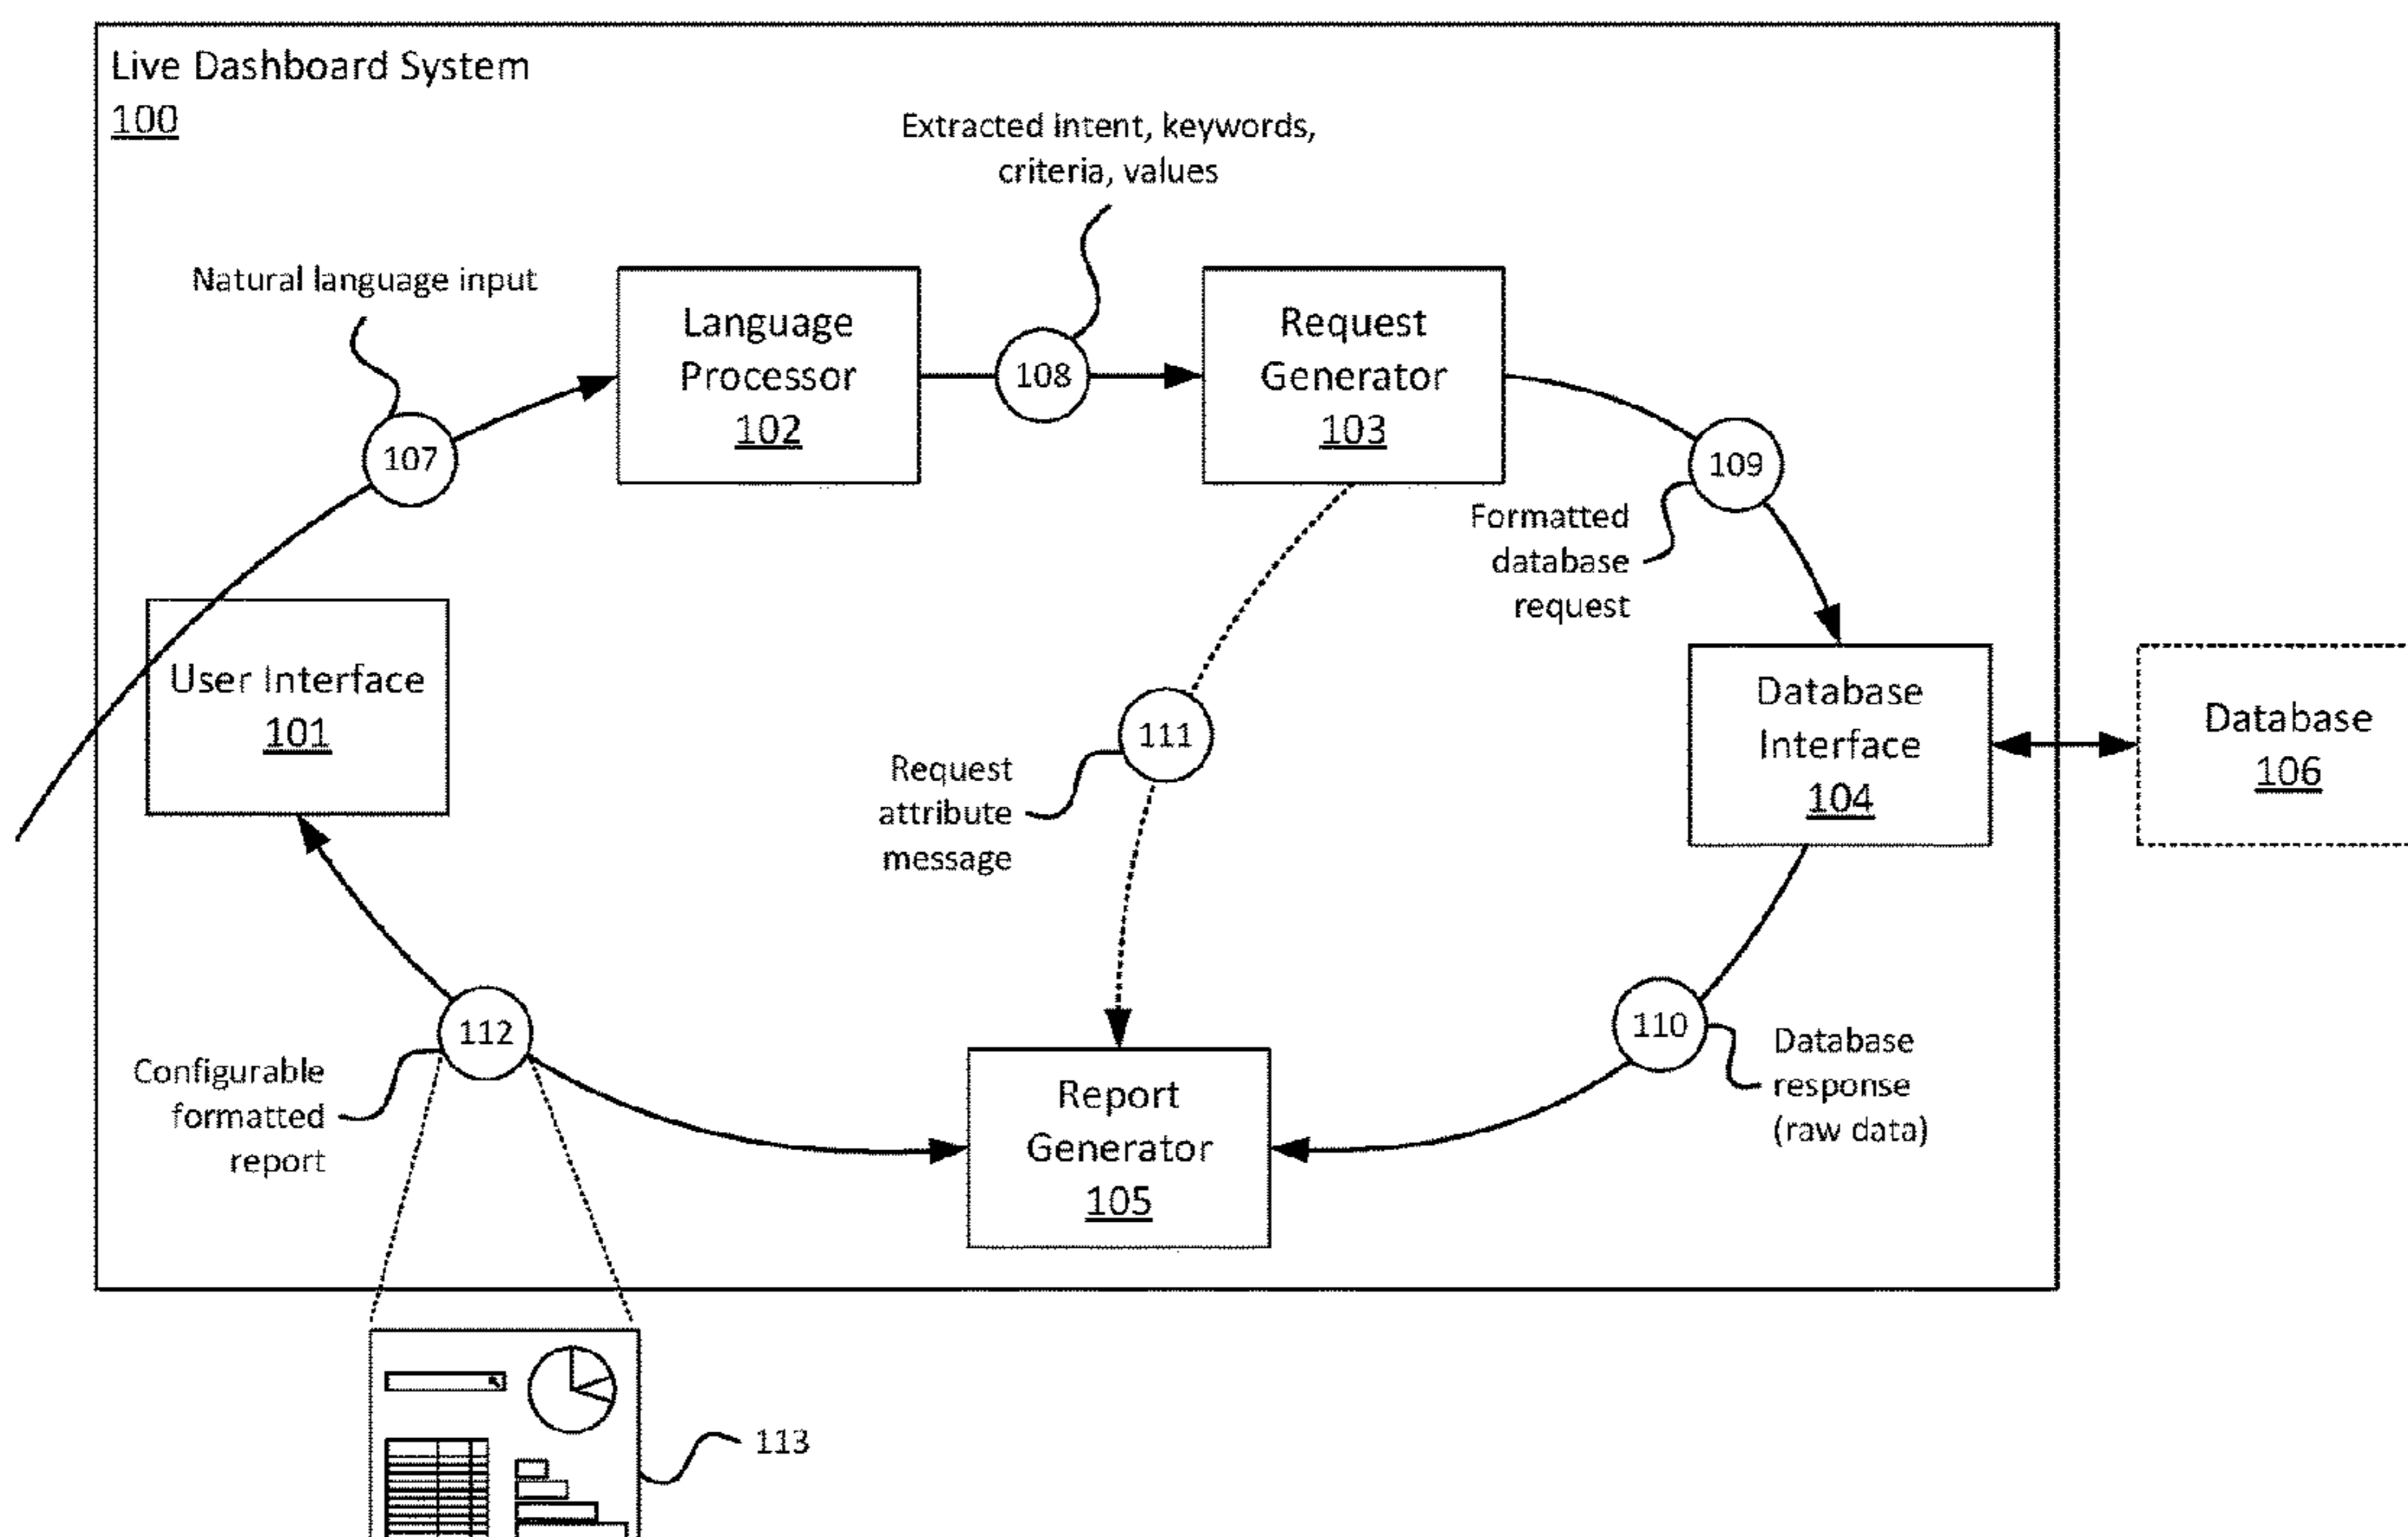 Live Dashboard System
100
Extracted intent, keywords,
criteria, values
Natural language input
Language
Processor
102
108
Request
Generator
103
107
109
Formatted
database
request
User Interface
101
111
Request
attribute
message
Database
Interface
104
Database
106
112
Configurable
formatted
report
Report
Generator
105
110
Database
response
(raw data)
113